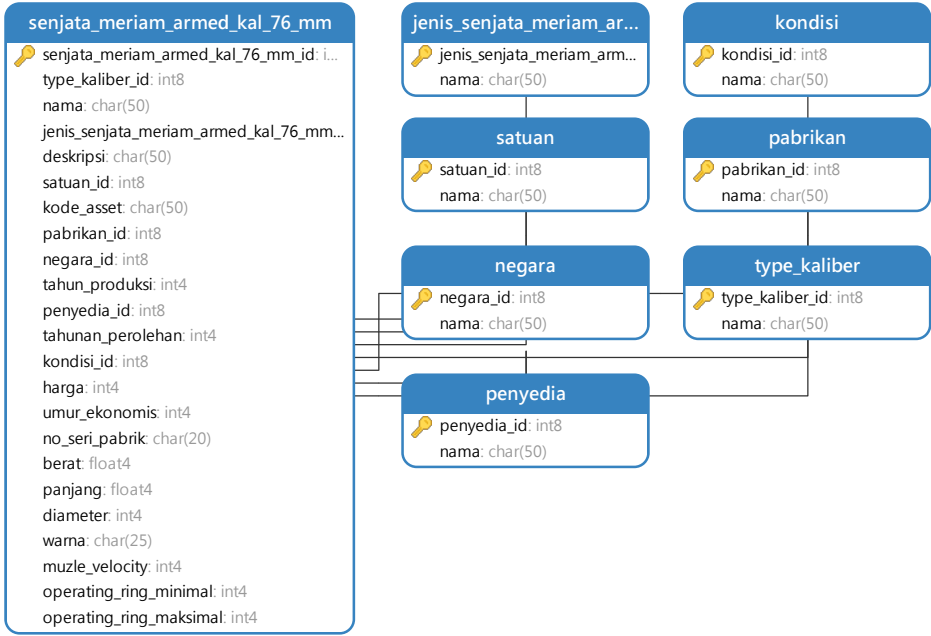 senjata_meriam_armed_kal_76_mm
senjata_meriam_armed_kal_76_mm_id: i...
type_kaliber_id: int8
nama: char(50)
jenis_senjata_meriam_armed_kal_76_mm...
deskripsi: char(50)
satuan_id: int8
kode_asset: char(50)
pabrikan_id: int8
negara_id: int8
tahun_produksi: int4
penyedia_id: int8
tahunan_perolehan: int4
kondisi_id: int8
harga: int4
umur_ekonomis: int4
no_seri_pabrik: char(20)
berat: float4
panjang: float4
diameter: int4
warna: char(25)
muzle_velocity: int4
operating_ring_minimal: int4
operating_ring_maksimal: int4
jenis_senjata_meriam_ar...
jenis_senjata_meriam_arm...
nama: char(50)
kondisi
kondisi_id: int8
nama: char(50)
satuan
satuan_id: int8
nama: char(50)
pabrikan
pabrikan_id: int8
nama: char(50)
negara
negara_id: int8
nama: char(50)
type_kaliber
type_kaliber_id: int8
nama: char(50)
penyedia
penyedia_id: int8
nama: char(50)